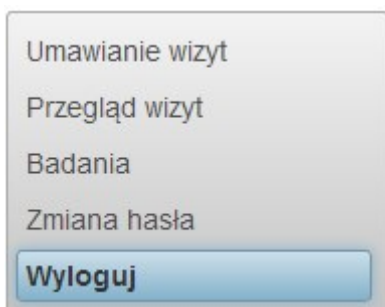 Umawianie wizyt
Przegląd wizyt
Badania
Zmiana hasła
Wyloguj